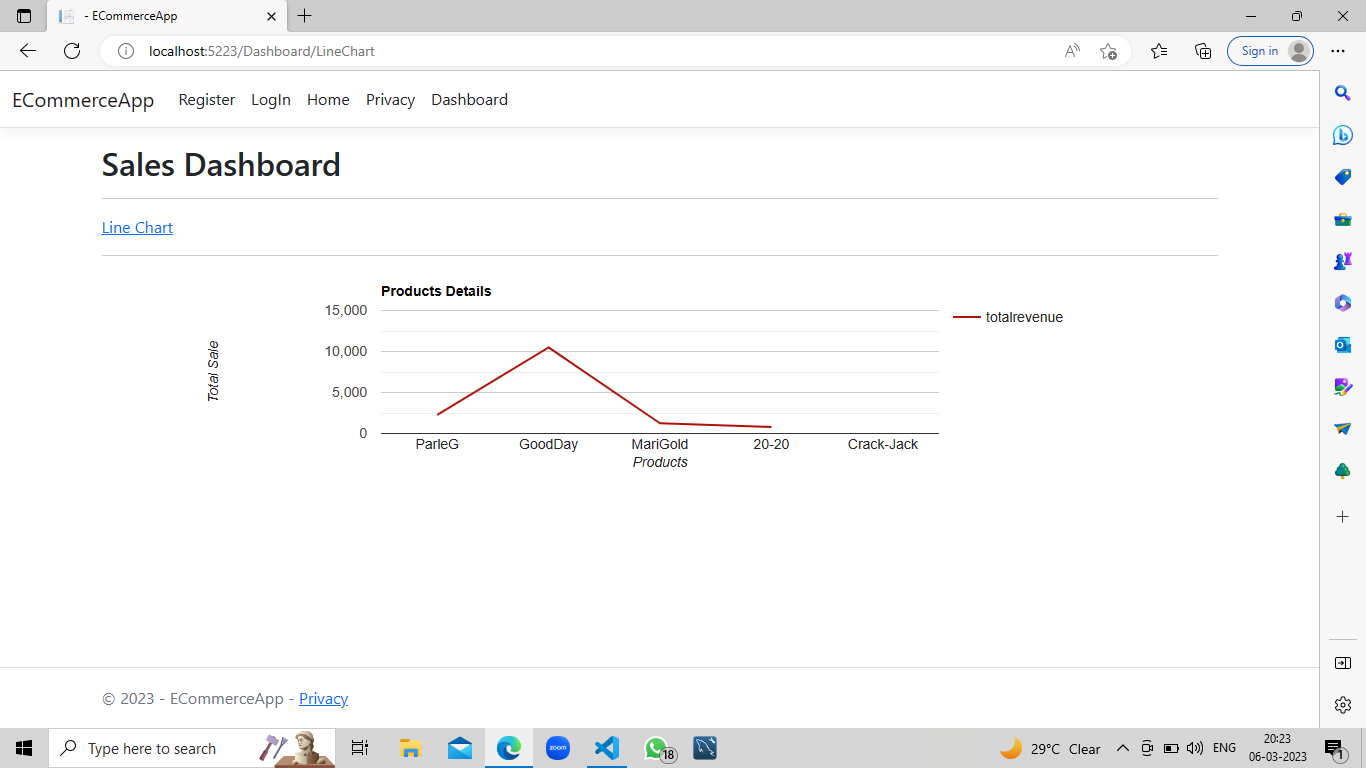 - ECommerceApp
localhost:5223/Dashboard/LineChart
Sign in
ECommerceApp Register LogIn Home Privacy Dashboard
Sales Dashboard
Line Chart
Products Details
totalrevenue
Total Sale
15,000
10,000
5,000
0
ParleG GoodDay MariGold 20-20 Crack-Jack
Products
© 2023 - ECommerceApp - Privacy
Type here to search
zoom
18
29°C Clear
ENG
20:23
06-03-2023
1